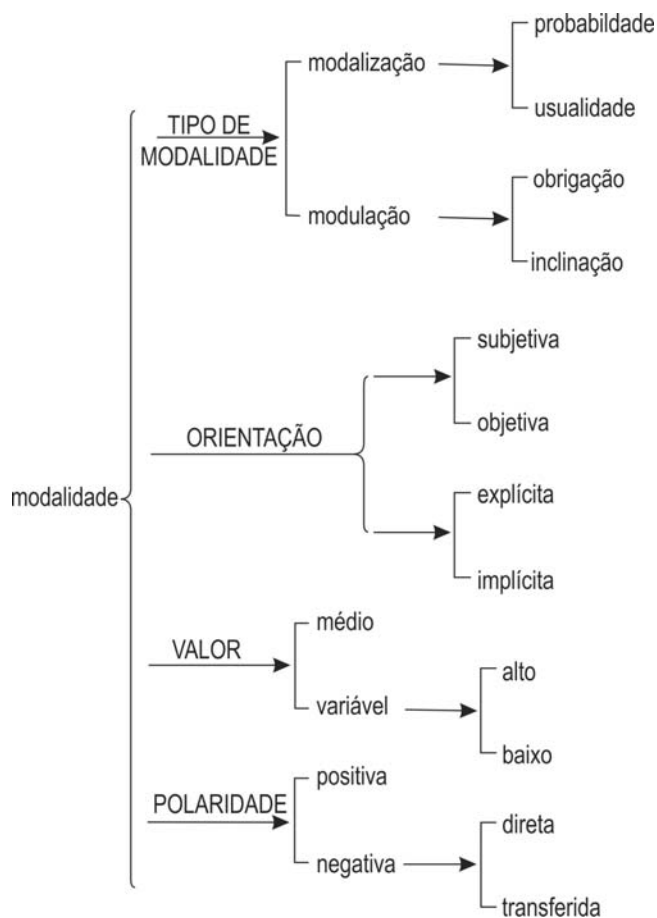 probabildade
modalização
usualidade
TIPO DE
MODALIDADE
obrigação
modulação
inclinação
subjetiva
objetiva
ORIENTAÇÃO
modalidade
explícita
implícita
médio
VALOR
alto
variável
baixo
positiva
POLARIDADE
direta
negativa
transferida